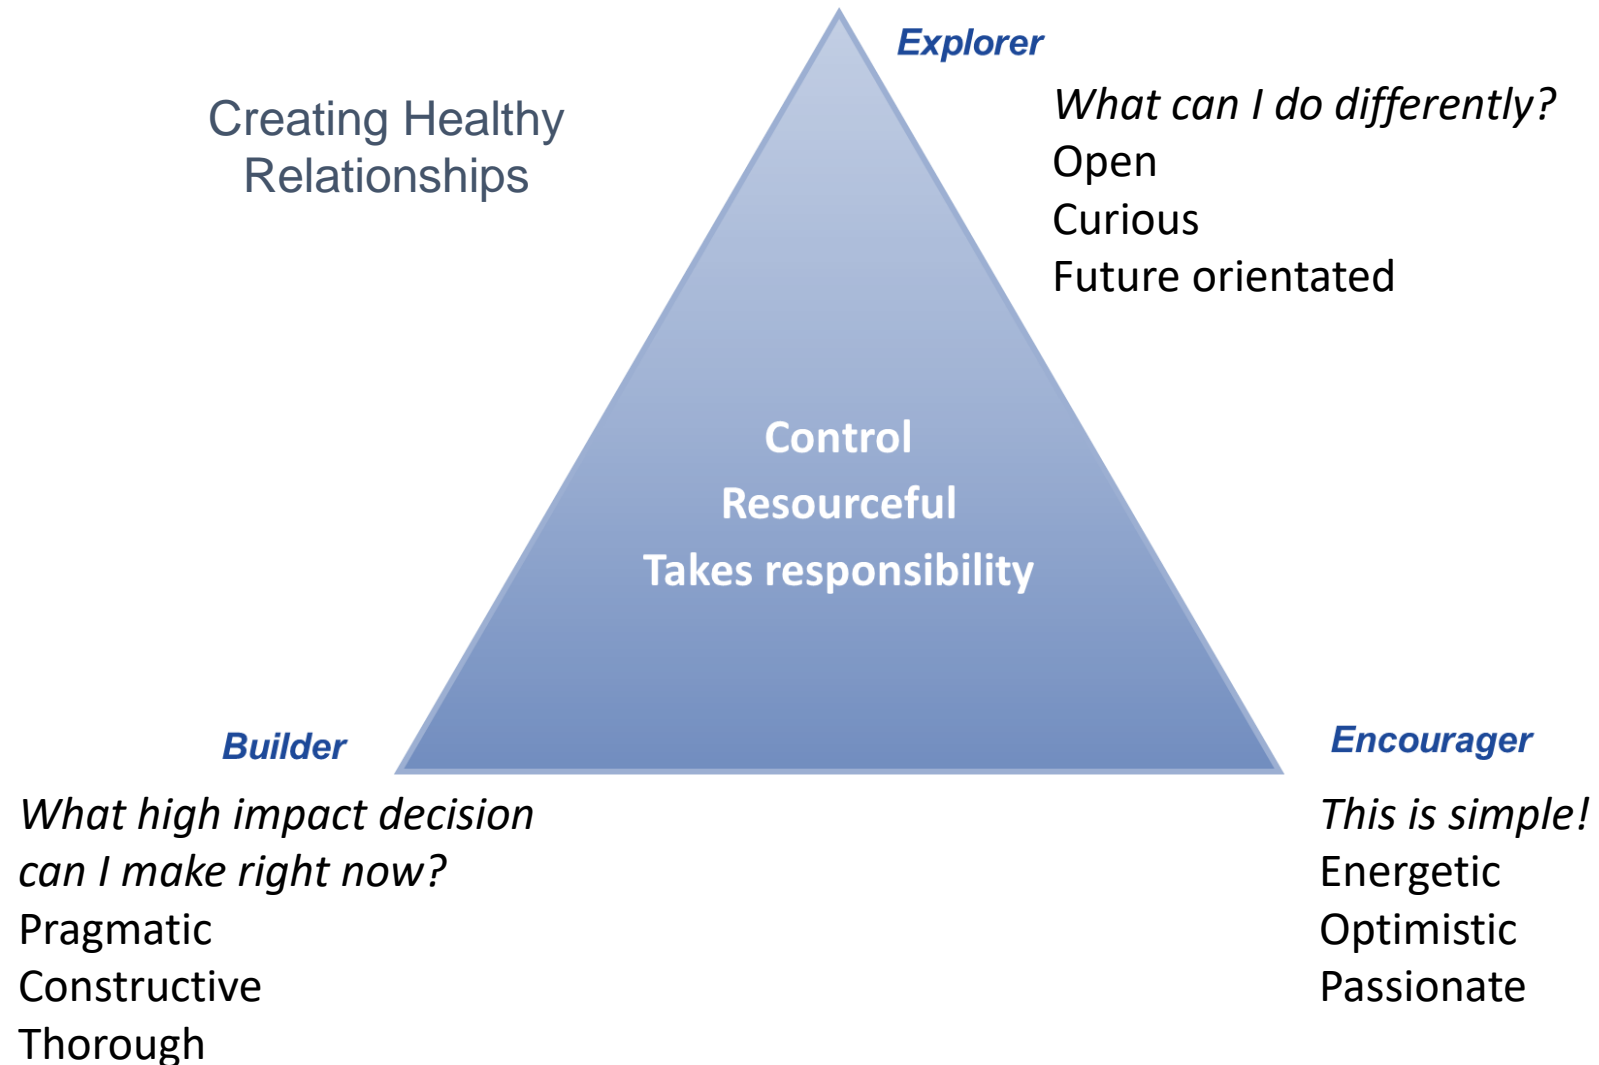 Explorer
Creating Healthy
Relationships
What can I do differently?
Open
Curious
Future orientated
Control
Resourceful
Takes responsibility
Builder
What high impact decision
can I make right now?
Pragmatic
Constructive
Thorough
Encourager
This is simple!
Energetic
Optimistic
Passionate